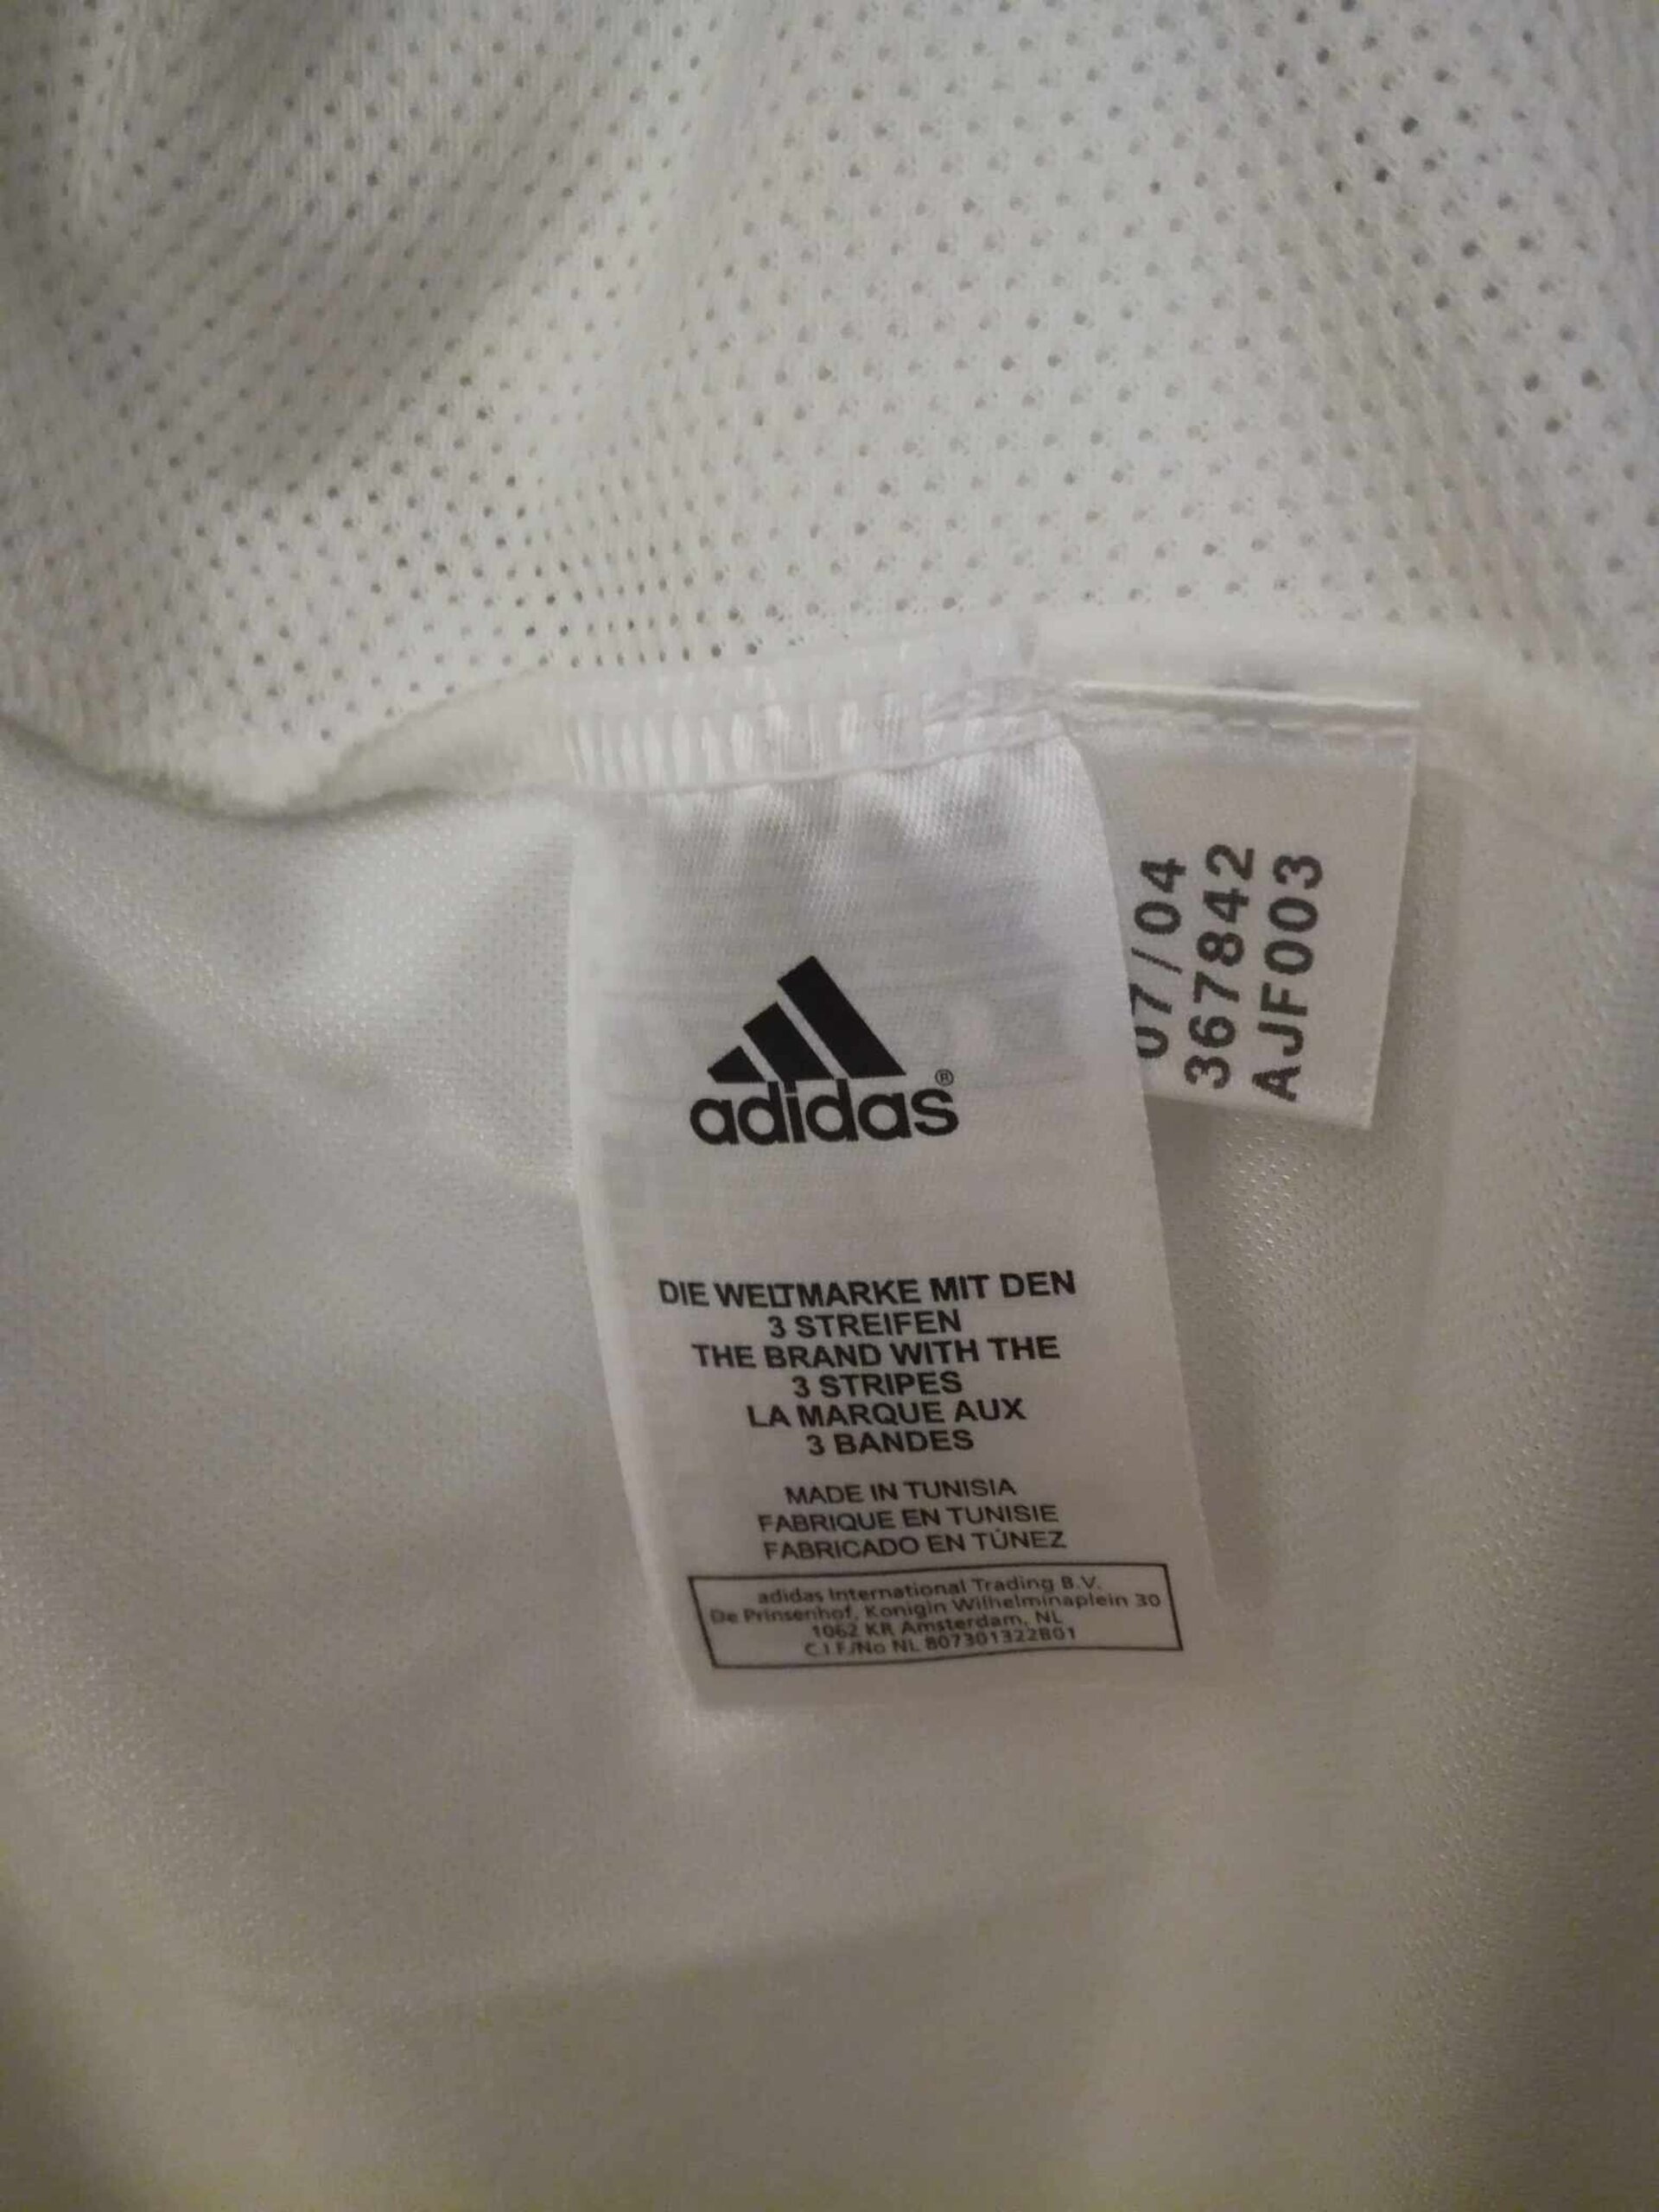 adidas®
DIE WELTMARKE MIT DEN
3 STREIFEN
THE BRAND WITH THE
3 STRIPES
LA MARQUE AUX
3 BANDES
MADE IN TUNISIA
FABRIQUE EN TUNISIE
FABRICADO EN TÚNEZ
adidas International Trading B.V.
De Prinsenhof, Konigin Wilhelminaplein 30
1062 KR Amsterdam, NL
C.I.F/No NL 807301322B01
07/04
367842
AJF003